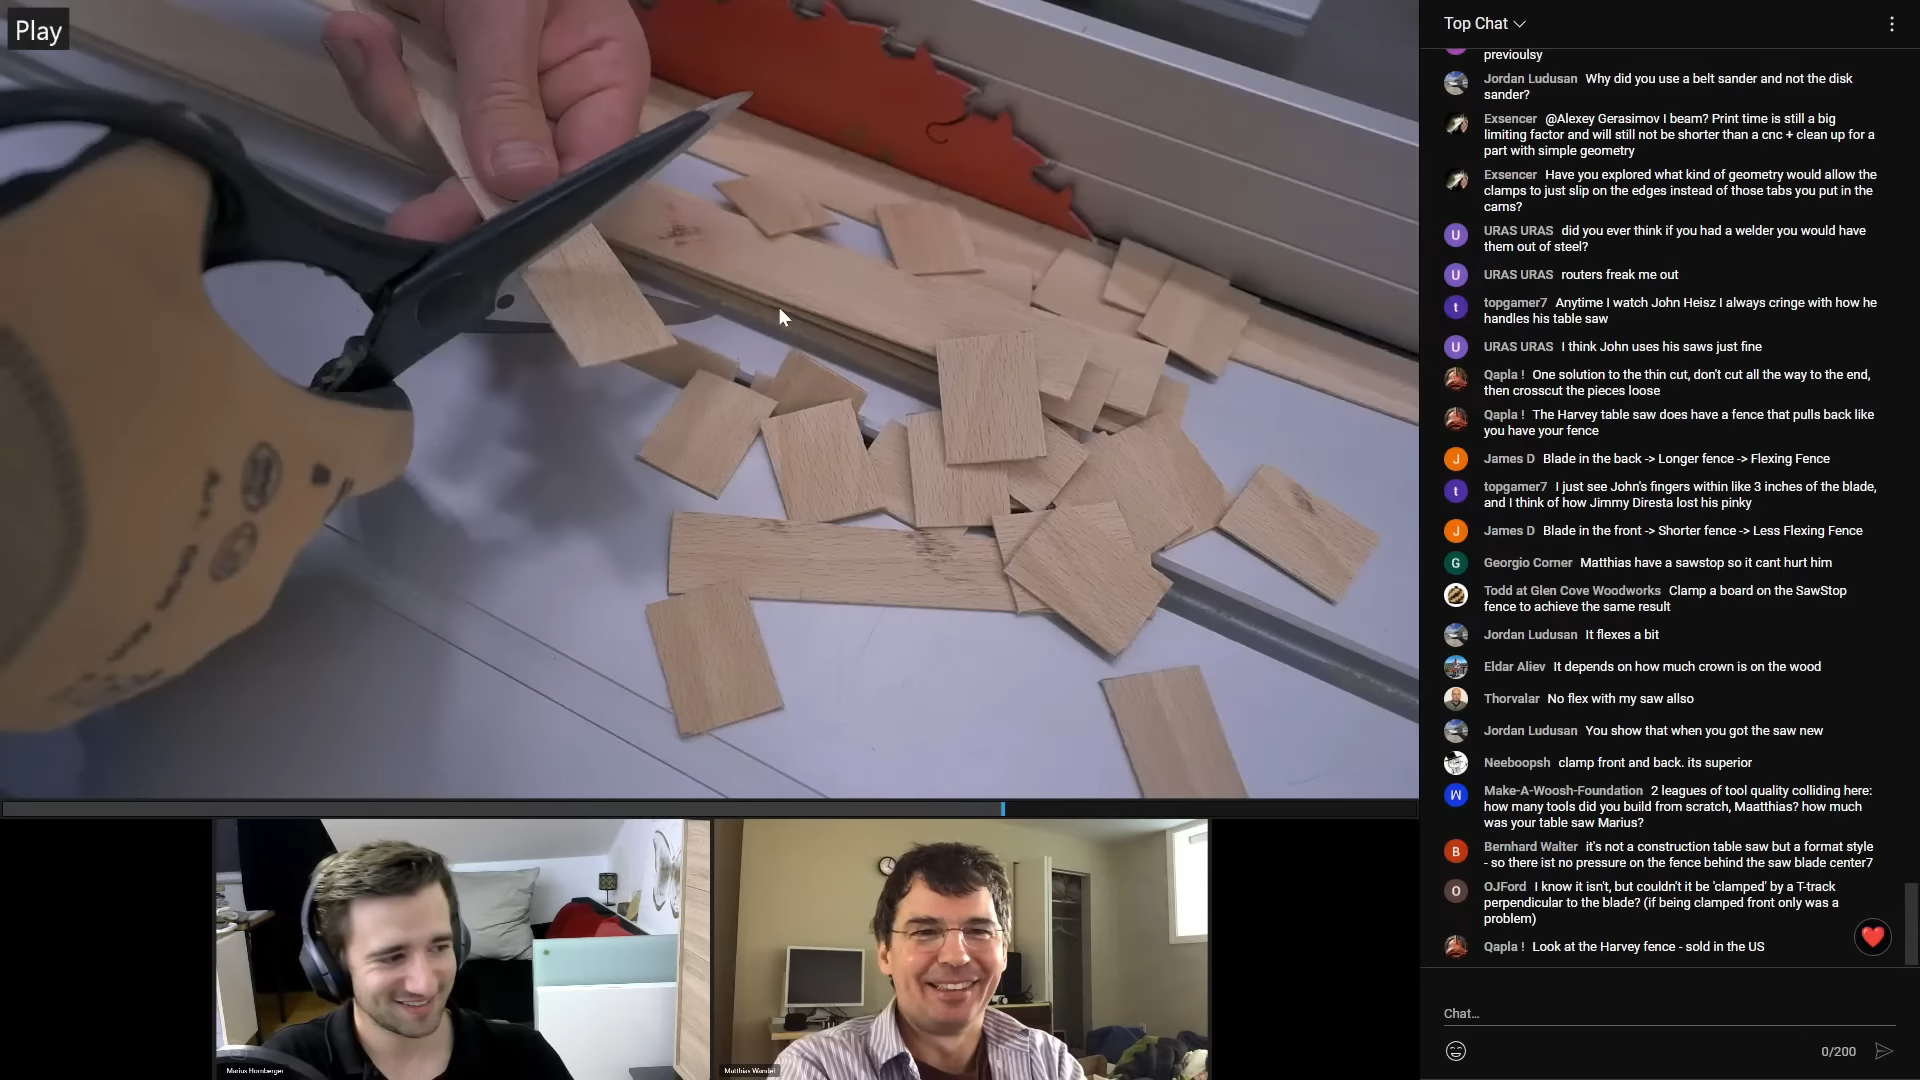 Play
Top Chat
previoulsy
Jordan Ludusan Why did you use a belt sander and not the disk
sander?
Exsencer @Alexey Gerasimov I beam? Print time is still a big
limiting factor and will still not be shorter than a cnc + clean up for a
part with simple geometry
Exsencer Have you explored what kind of geometry would allow the
clamps to just slip on the edges instead of those tabs you put in the
cams?
U URAS URAS did you ever think if you had a welder you would have
them out of steel?
U URAS URAS routers freak me out
t topgamer7 Anytime I watch John Heisz I always cringe with how he
handles his table saw
U URAS URAS I think John uses his saws just fine
Qapla ! One solution to the thin cut, don't cut all the way to the end,
then crosscut the pieces loose
Qapla ! The Harvey table saw does have a fence that pulls back like
you have your fence
J James D Blade in the back -> Longer fence -> Flexing Fence
t topgamer7 I just see John's fingers within like 3 inches of the blade,
and I think of how Jimmy Diresta lost his pinky
J James D Blade in the front -> Shorter fence -> Less Flexing Fence
G Georgio Corner Matthias have a sawstop so it cant hurt him
Todd at Glen Cove Woodworks Clamp a board on the SawStop
fence to achieve the same result
Jordan Ludusan It flexes a bit
Eldar Aliev It depends on how much crown is on the wood
Thorvalar No flex with my saw allso
Jordan Ludusan You show that when you got the saw new
Neeboopsh clamp front and back. its superior
Make-A-Woosh-Foundation 2 leagues of tool quality colliding here:
how many tools did you build from scratch, Maatthias? how much
was your table saw Marius?
B Bernhard Walter it's not a construction table saw but a format style
- so there ist no pressure on the fence behind the saw blade center7
O OJFord I know it isn't, but couldn't it be 'clamped' by a T-track
perpendicular to the blade? (if being clamped front only was a
problem)
Qapla ! Look at the Harvey fence - sold in the US
Chat...
0/200
Marius Hornberger
Matthias Wandel